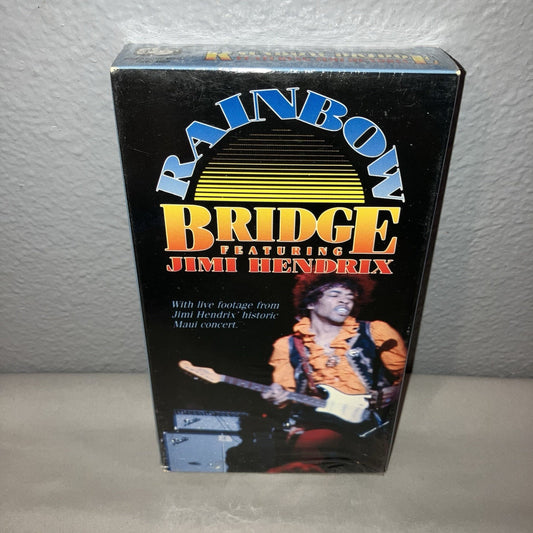 RAINBOW
BRIDGE
FEATURING
JIMI HENDRIX
With live footage from
Jimi Hendrix' historic
Maui concert.